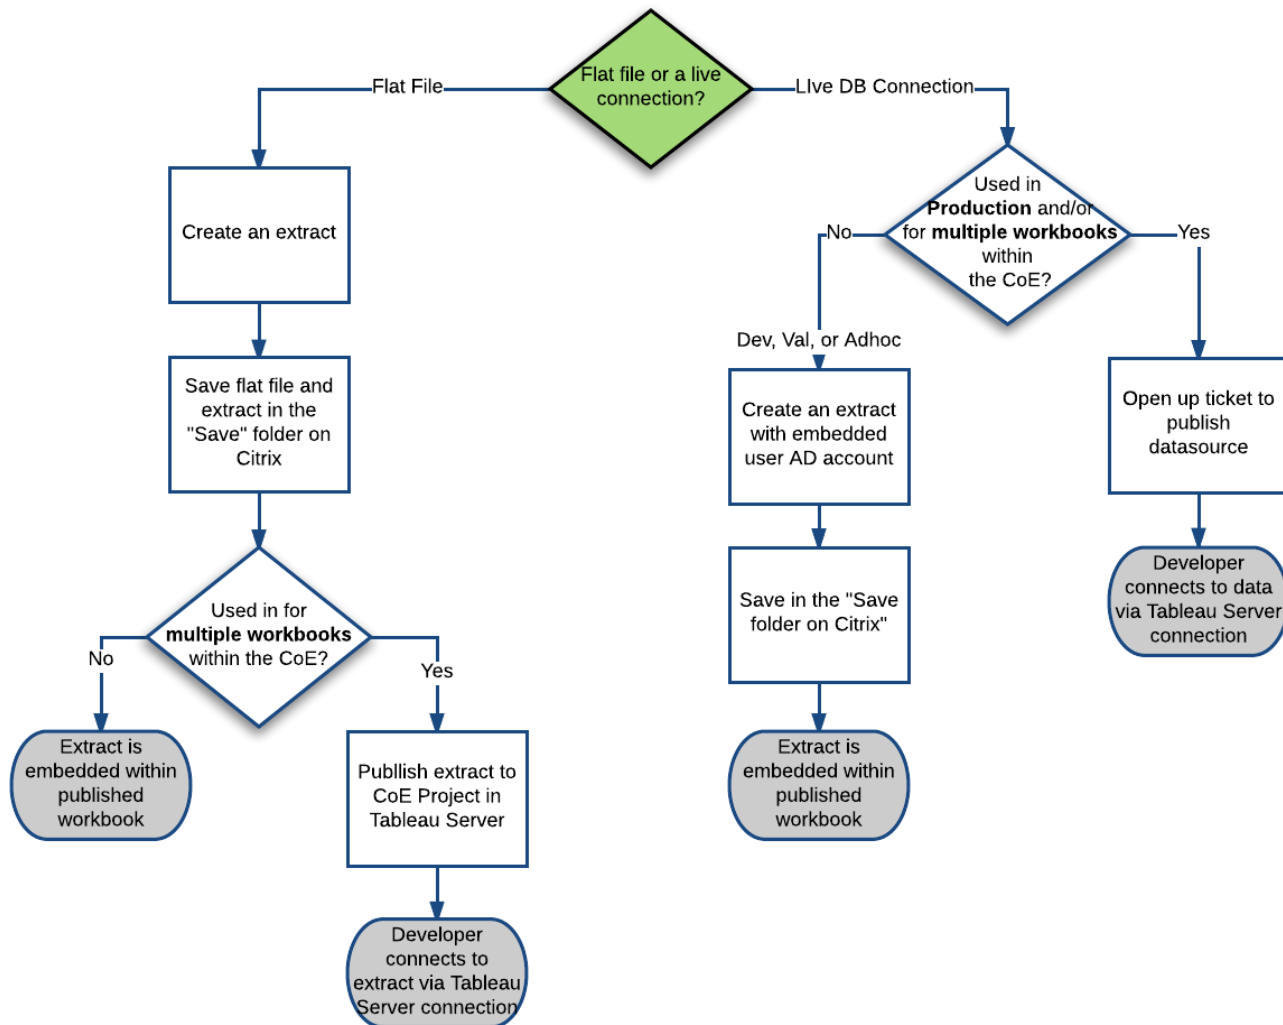 Flat file or a live
connection?
Flat File
LIve DB Connection
Create an extract
Used in
Production and/or
for multiple workbooks
within
the CoE?
No
Yes
Dev, Val, or Adhoc
Save flat file and
extract in the
"Save" folder on
Citrix
Create an extract
with embedded
user AD account
Open up ticket to
publish
datasource
Used in for
multiple workbooks
within the CoE?
No
Yes
Save in the "Save
folder on Citrix"
Developer
connects to data
via Tableau Server
connection
Extract is
embedded within
published
workbook
Publlish extract to
CoE Project in
Tableau Server
Extract is
embedded within
published
workbook
Developer
connects to
extract via Tableau
Server connection